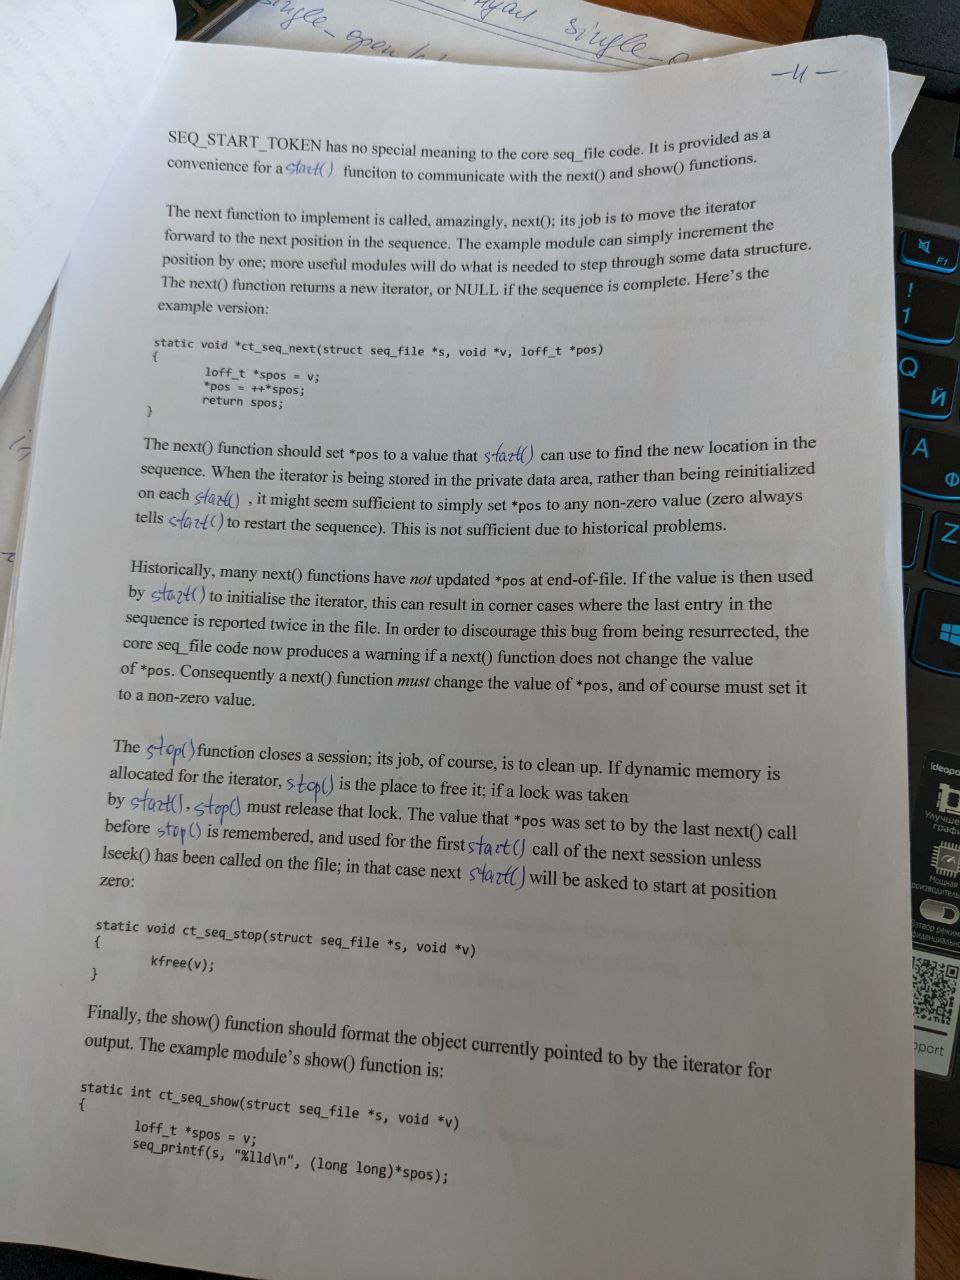 single_open
single_
-4-
SEQ_START_TOKEN has no special meaning to the core seq_file code. It is provided as a
convenience for a start() funciton to communicate with the next() and show() functions.
The next function to implement is called, amazingly, next(); its job is to move the iterator
forward to the next position in the sequence. The example module can simply increment the
position by one; more useful modules will do what is needed to step through some data structure.
The next() function returns a new iterator, or NULL if the sequence is complete. Here's the
example version:
static void *ct_seq_next(struct seq_file *s, void *v, loff_t *pos)
{
loff_t *spos = v;
*pos = ++*spos;
return spos;
}
The next() function should set *pos to a value that start() can use to find the new location in the
sequence. When the iterator is being stored in the private data area, rather than being reinitialized
on each start() , it might seem sufficient to simply set *pos to any non-zero value (zero always
tells start() to restart the sequence). This is not sufficient due to historical problems.
Historically, many next() functions have not updated *pos at end-of-file. If the value is then used
by start() to initialise the iterator, this can result in corner cases where the last entry in the
sequence is reported twice in the file. In order to discourage this bug from being resurrected, the
core seq_file code now produces a warning if a next() function does not change the value
of *pos. Consequently a next() function must change the value of *pos, and of course must set it
to a non-zero value.
The stop() function closes a session; its job, of course, is to clean up. If dynamic memory is
allocated for the iterator, stop() is the place to free it; if a lock was taken
by start(), stop() must release that lock. The value that *pos was set to by the last next() call
before stop() is remembered, and used for the first start() call of the next session unless
lseek() has been called on the file; in that case next start() will be asked to start at position
zero:
static void ct_seq_stop(struct seq_file *s, void *v)
{
kfree(v);
}
Finally, the show() function should format the object currently pointed to by the iterator for
output. The example module's show() function is:
static int ct_seq_show(struct seq_file *s, void *v)
{
loff_t *spos = v;
seq_printf(s, "%lld\n", (long long)*spos);
F1
!
1
Q
Й
A
Ф
Z
ideapa
Улучше
графи
Мощная
port